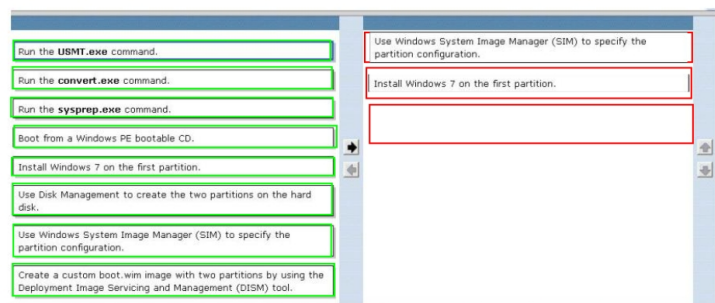 Run the USMT.exe command.
Run the convert.exe command.
Run the sysprep.exe command.
Boot from a Windows PE bootable CD.
Install Windows 7 on the first partition.
Use Disk Management to create the two partitions on the hard
disk.
Use Windows System Image Manager (SIM) to specify the
partition configuration.
Create a custom boot.wim image with two partitions by using the
Deployment Image Servicing and Management (DISM) tool.
Use Windows System Image Manager (SIM) to specify the
partition configuration.
Install Windows 7 on the first partition.